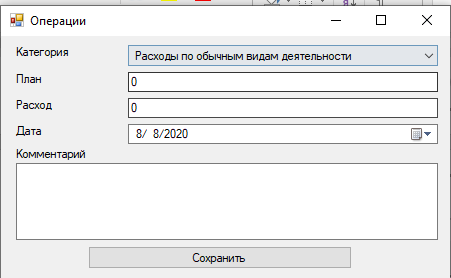 Операции
Категория
Расходы по обычным видам деятельности
План
0
Расход
0
Дата
8/ 8/2020
Комментарий
Сохранить